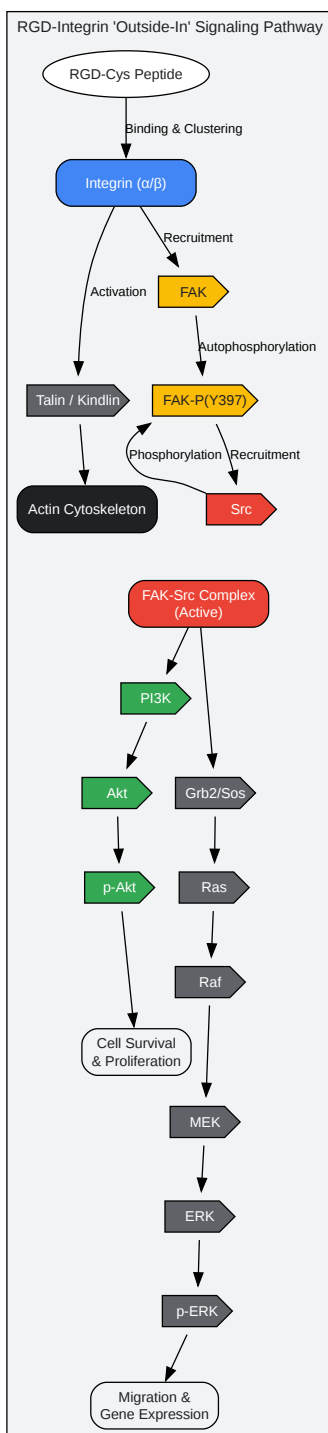 RGD-Integrin 'Outside-In' Signaling Pathway
RGD-Cys Peptide
Binding & Clustering
Integrin (α/β)
Recruitment
FAK
Activation
Autophosphorylation
Talin / Kindlin
FAK-P(Y397)
Phosphorylation
Recruitment
Actin Cytoskeleton
Src
FAK-Src Complex
(Active)
PI3K
Akt
Grb2/Sos
p-Akt
Ras
Raf
Cell Survival
& Proliferation
MEK
ERK
p-ERK
Migration &
Gene Expression